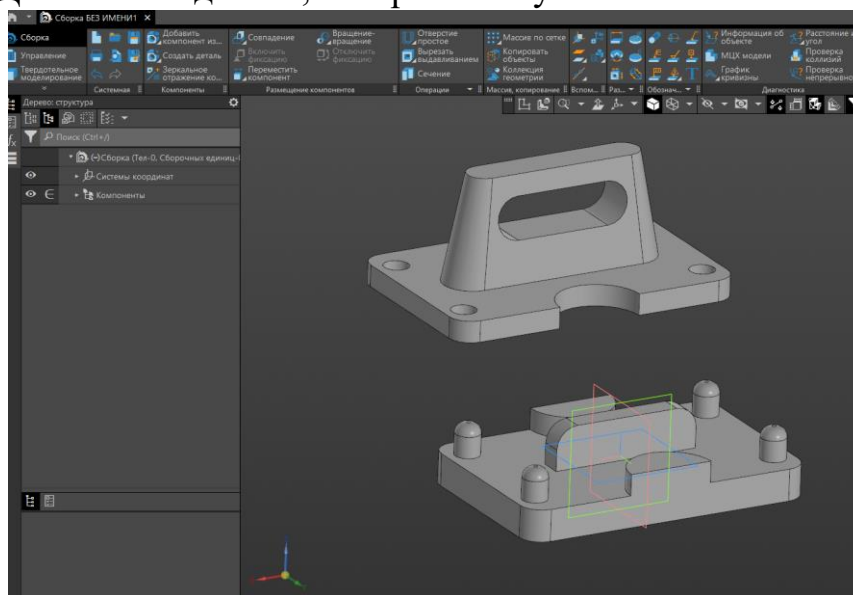 Сборка БЕЗ ИМЕНИ1 ×
Сборка
Управление
Твердотельное моделирование
Системная
Добавить компонент из...
Создать деталь
Зеркальное отражение ко...
Компоненты
Совпадение
Включить фиксацию
Переместить компонент
Вращение-вращение
Отключить фиксацию
Размещение компонентов
Отверстие простое
Вырезать выдавливанием
Сечение
Операции
Массив по сетке
Копировать объекты
Коллекция геометрии
Массив, копирование
Вспом...
Раз...
Обознач...
Информация об объекте
МЦХ модели
График кривизны
Расстояние и угол
Проверка коллизий
Проверка непрерывно
Диагностика
Дерево: структура
Поиск (Ctrl+/)
(-)Сборка (Тел-0, Сборочных единиц-
Системы координат
Компоненты